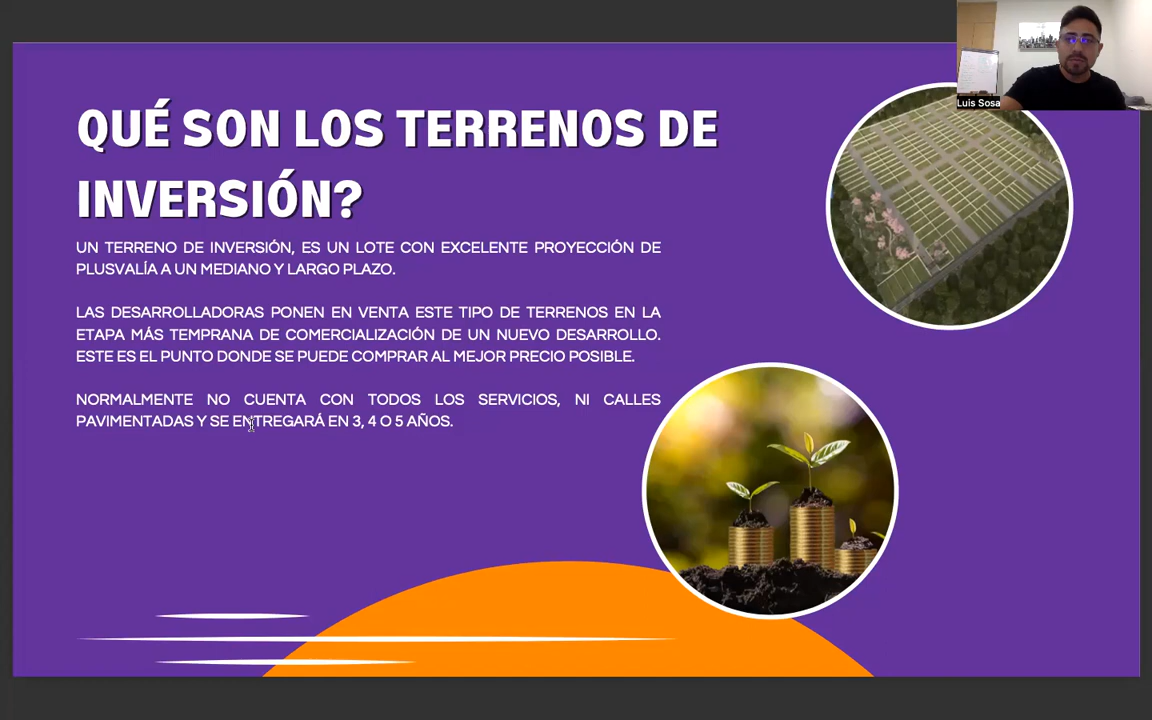 QUÉ SON LOS TERRENOS DE
INVERSIÓN?
UN TERRENO DE INVERSIÓN, ES UN LOTE CON EXCELENTE PROYECCIÓN DE
PLUSVALÍA A UN MEDIANO Y LARGO PLAZO.
LAS DESARROLLADORAS PONEN EN VENTA ESTE TIPO DE TERRENOS EN LA
ETAPA MÁS TEMPRANA DE COMERCIALIZACIÓN DE UN NUEVO DESARROLLO.
ESTE ES EL PUNTO DONDE SE PUEDE COMPRAR AL MEJOR PRECIO POSIBLE.
NORMALMENTE NO CUENTA CON TODOS LOS SERVICIOS, NI CALLES
PAVIMENTADAS Y SE ENTREGARÁ EN 3, 4 O 5 AÑOS.
Luis Sosa